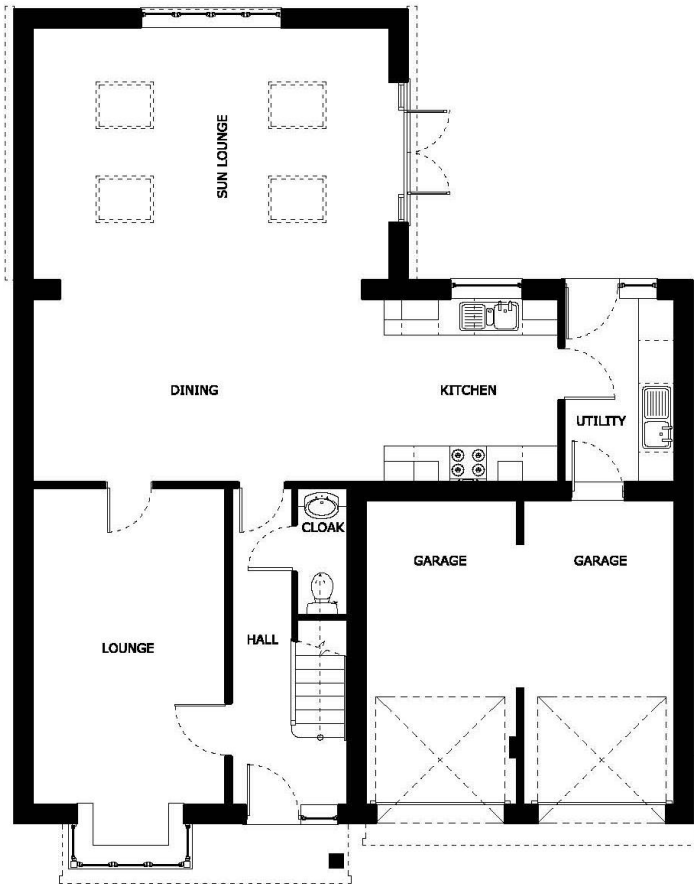 SUN LOUNGE
DINING
KITCHEN
UTILITY
CLOAK
GARAGE
GARAGE
HALL
LOUNGE